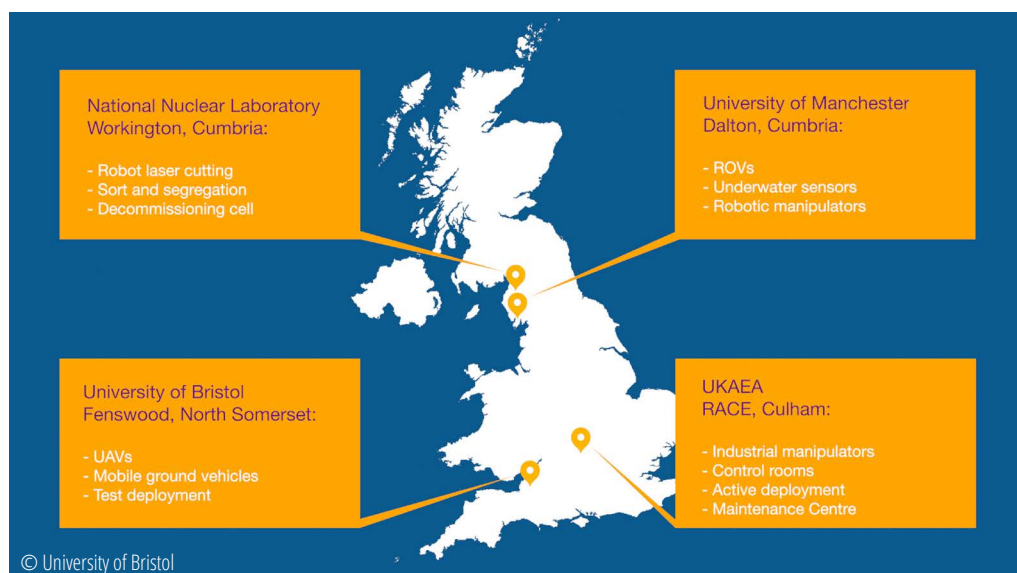 National Nuclear Laboratory
Workington, Cumbria:
- Robot laser cutting
- Sort and segregation
- Decommissioning cell
University of Manchester
Dalton, Cumbria:
- ROVs
- Underwater sensors
- Robotic manipulators
University of Bristol
Fenswood, North Somerset:
- UAVs
- Mobile ground vehicles
- Test deployment
UKAEA
RACE, Culham:
- Industrial manipulators
- Control rooms
- Active deployment
- Maintenance Centre
© University of Bristol